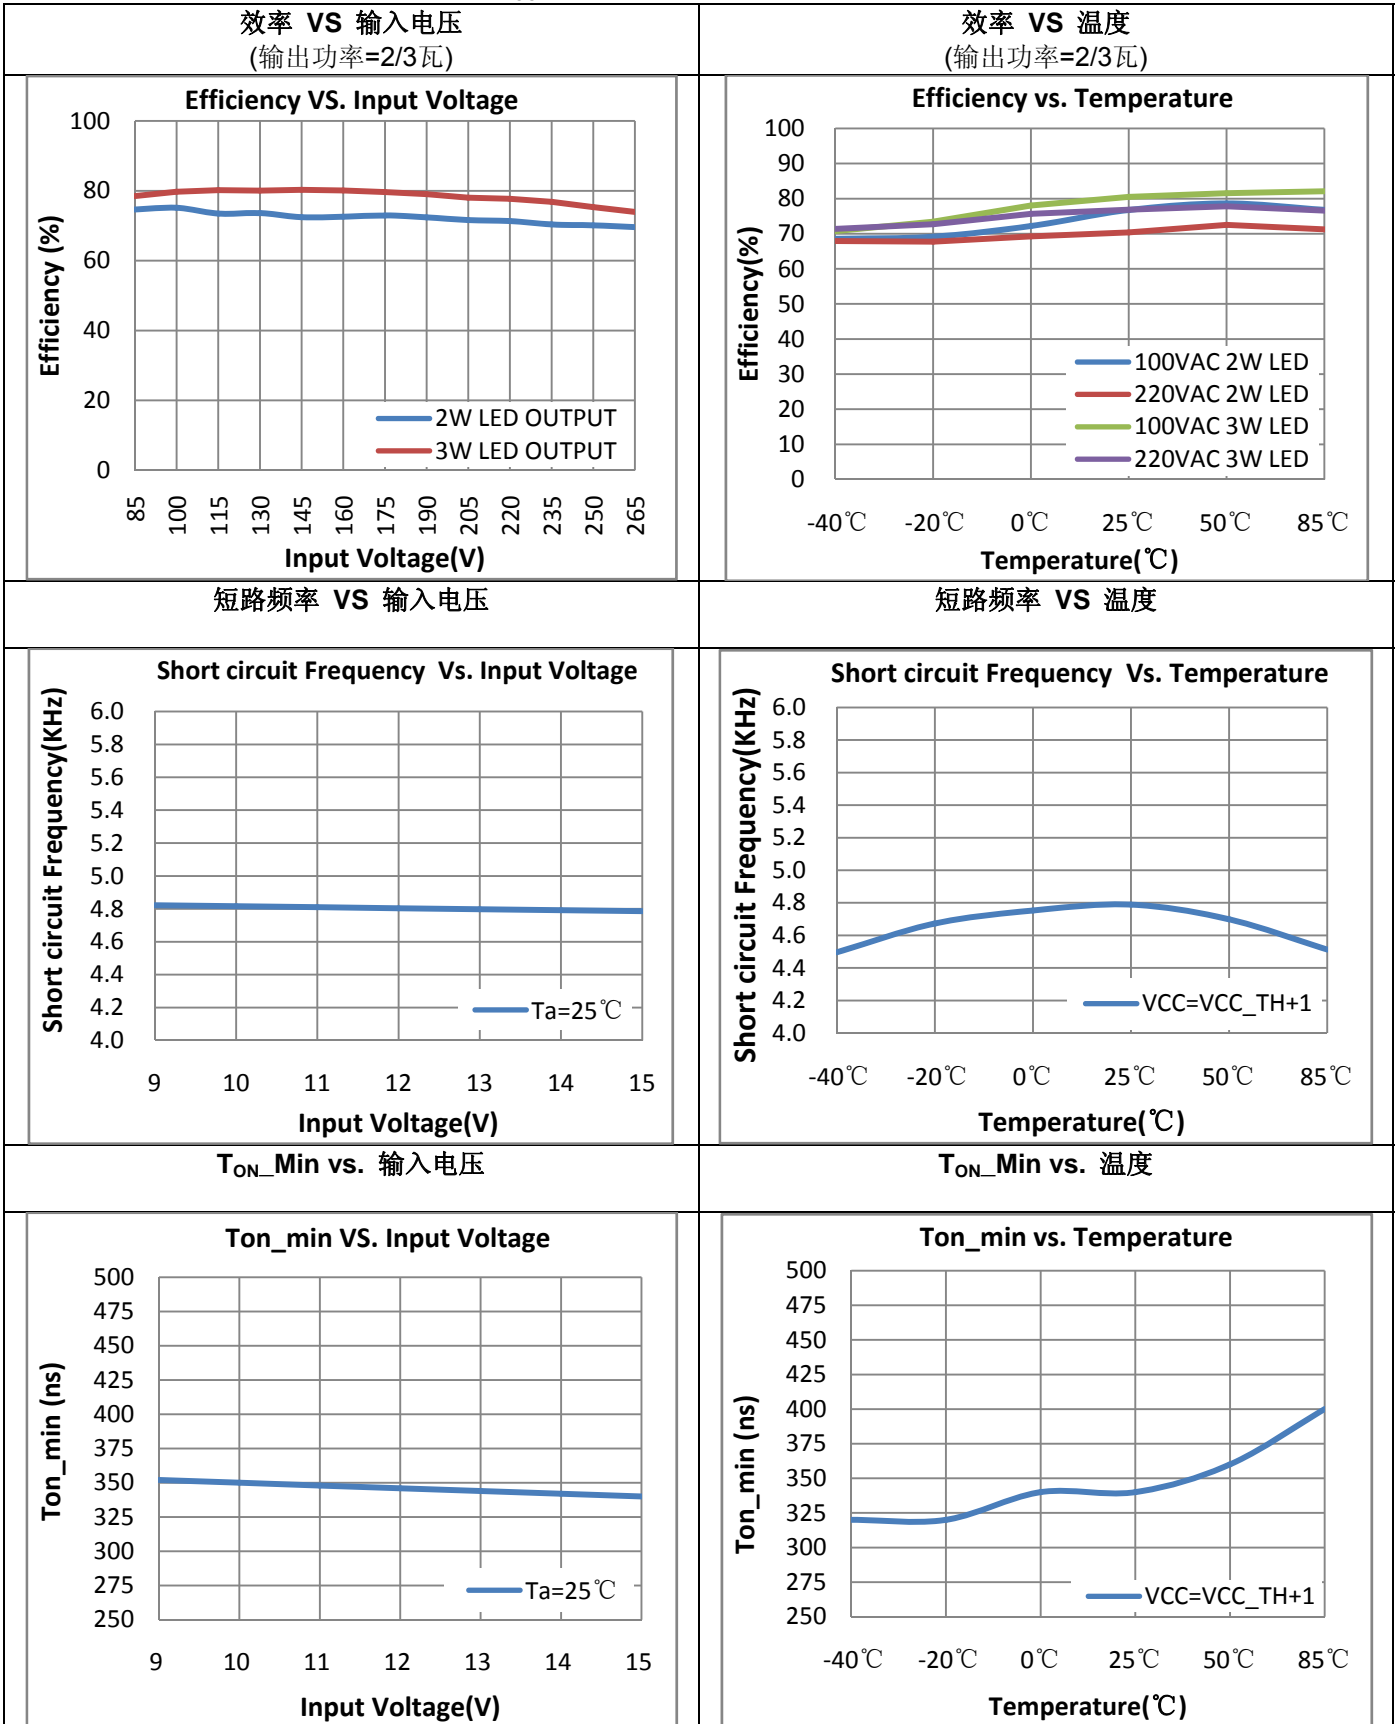 效率 VS 输入电压
(输出功率=2/3瓦)
效率 VS 温度
(输出功率=2/3瓦)
Efficiency VS. Input Voltage
Efficiency (%)
100
80
60
40
20
0
2W LED OUTPUT
3W LED OUTPUT
85 100 115 130 145 160 175 190 205 220 235 250 265
Input Voltage(V)
Efficiency vs. Temperature
Efficiency(%)
100
90
80
70
60
50
40
30
20
10
0
100VAC 2W LED
220VAC 2W LED
100VAC 3W LED
220VAC 3W LED
-40℃ -20℃ 0℃ 25℃ 50℃ 85℃
Temperature(℃)
短路频率 VS 输入电压
短路频率 VS 温度
Short circuit Frequency Vs. Input Voltage
Short circuit Frequency(KHz)
6.0
5.8
5.6
5.4
5.2
5.0
4.8
4.6
4.4
4.2
4.0
Ta=25℃
9 10 11 12 13 14 15
Input Voltage(V)
Short circuit Frequency Vs. Temperature
Short circuit Frequency(KHz)
6.0
5.8
5.6
5.4
5.2
5.0
4.8
4.6
4.4
4.2
4.0
VCC=VCC_TH+1
-40℃ -20℃ 0℃ 25℃ 50℃ 85℃
Temperature(℃)
TON_Min vs. 输入电压
TON_Min vs. 温度
Ton_min VS. Input Voltage
Ton_min (ns)
500
475
450
425
400
375
350
325
300
275
250
Ta=25℃
9 10 11 12 13 14 15
Input Voltage(V)
Ton_min vs. Temperature
Ton_min (ns)
500
475
450
425
400
375
350
325
300
275
250
VCC=VCC_TH+1
-40℃ -20℃ 0℃ 25℃ 50℃ 85℃
Temperature(℃)